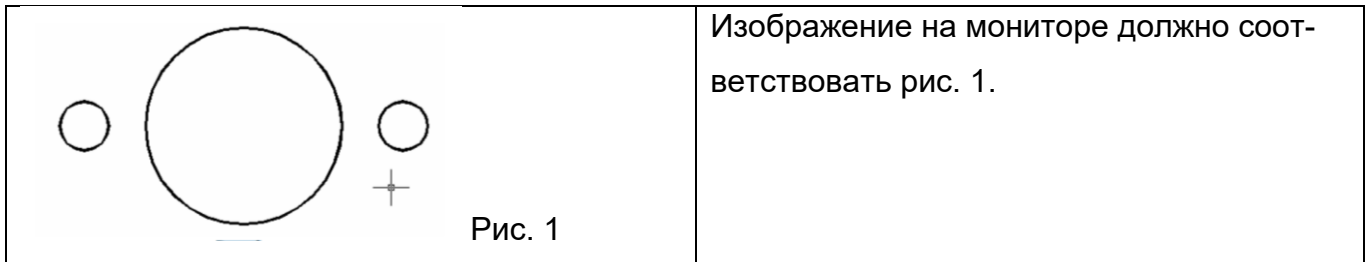 Изображение на мониторе должно соот-
ветствовать рис. 1.
Рис. 1